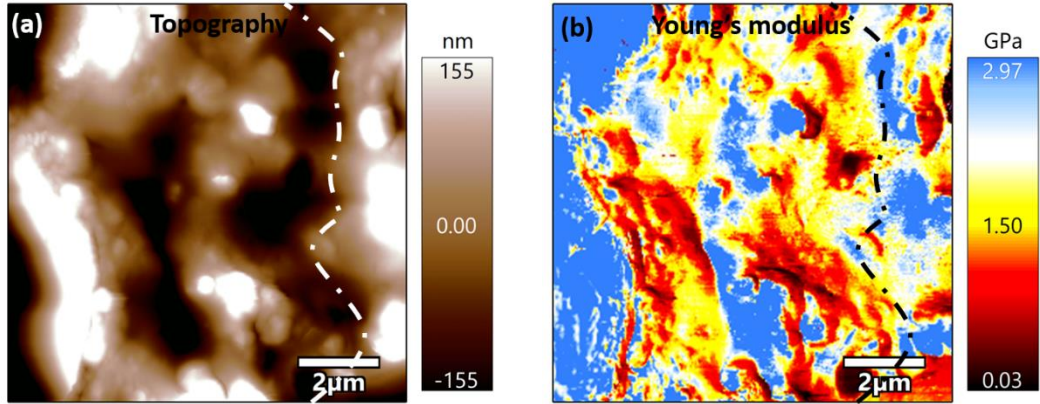 (a) Topography
nm
155
0.00
-155
2μm
(b) Young's modulus
GPa
2.97
1.50
0.03
2μm